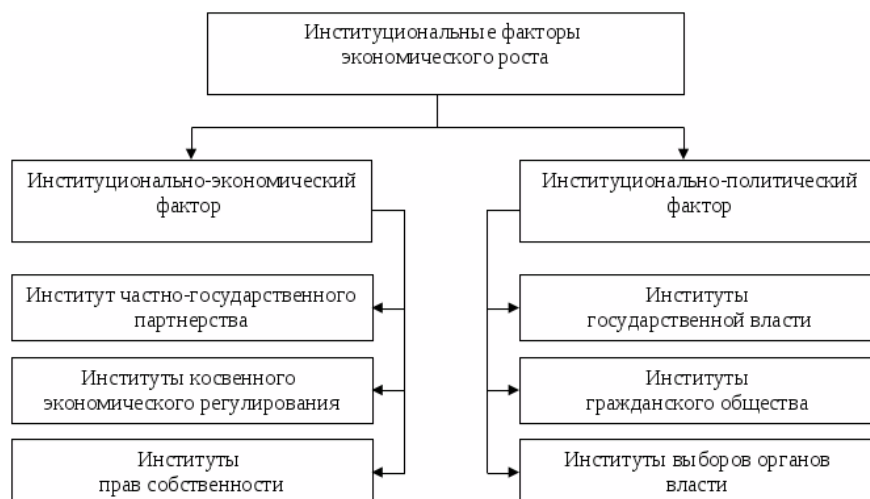 Институциональные факторы
экономического роста
Институционально-экономический
фактор
Институционально-политический
фактор
Институт частно-государственного
партнерства
Институты
государственной власти
Институты косвенного
экономического регулирования
Институты
гражданского общества
Институты
прав собственности
Институты выборов органов
власти